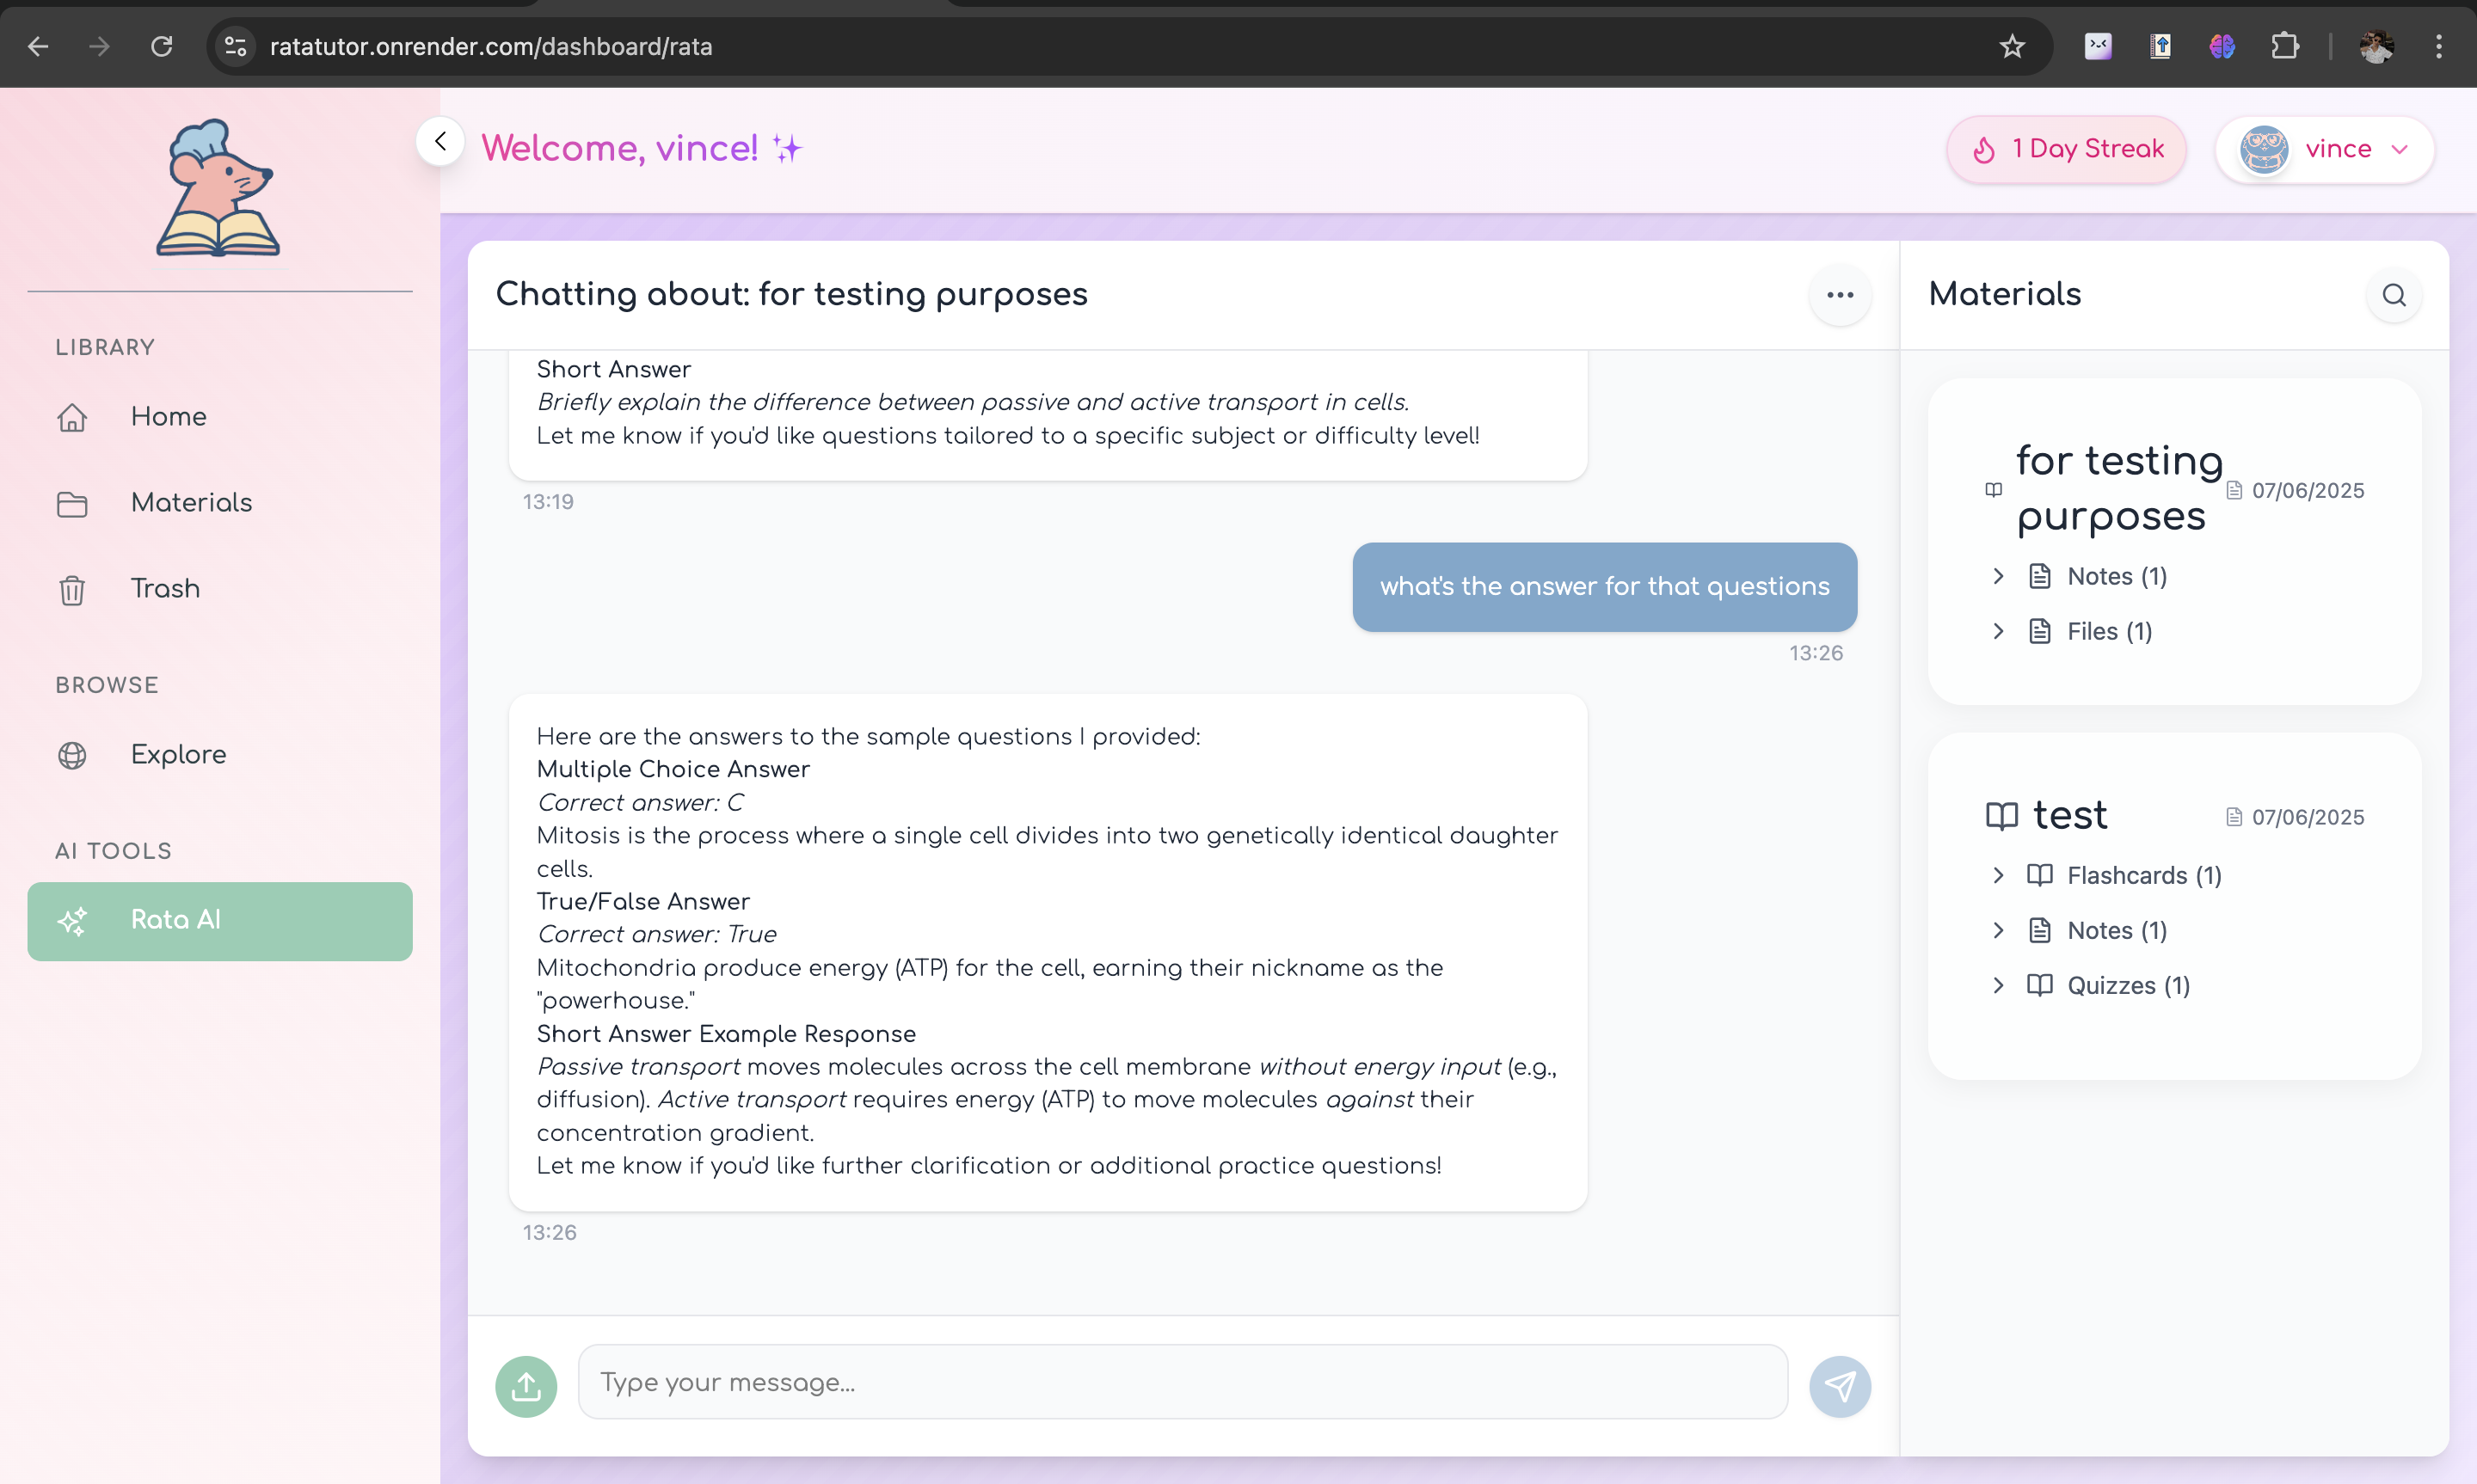 ratatutor.onrender.com/dashboard/rata
Welcome, vince!
1 Day Streak
vince
LIBRARY
Home
Materials
Trash
BROWSE
Explore
AI TOOLS
Rata AI
Chatting about: for testing purposes
Short Answer
Briefly explain the difference between passive and active transport in cells.
Let me know if you'd like questions tailored to a specific subject or difficulty level!
13:19
what's the answer for that questions
13:26
Here are the answers to the sample questions I provided:
Multiple Choice Answer
Correct answer: C
Mitosis is the process where a single cell divides into two genetically identical daughter
cells.
True/False Answer
Correct answer: True
Mitochondria produce energy (ATP) for the cell, earning their nickname as the
"powerhouse."
Short Answer Example Response
Passive transport moves molecules across the cell membrane without energy input (e.g.,
diffusion). Active transport requires energy (ATP) to move molecules against their
concentration gradient.
Let me know if you'd like further clarification or additional practice questions!
13:26
Type your message...
Materials
for testing
purposes
07/06/2025
Notes (1)
Files (1)
test
07/06/2025
Flashcards (1)
Notes (1)
Quizzes (1)